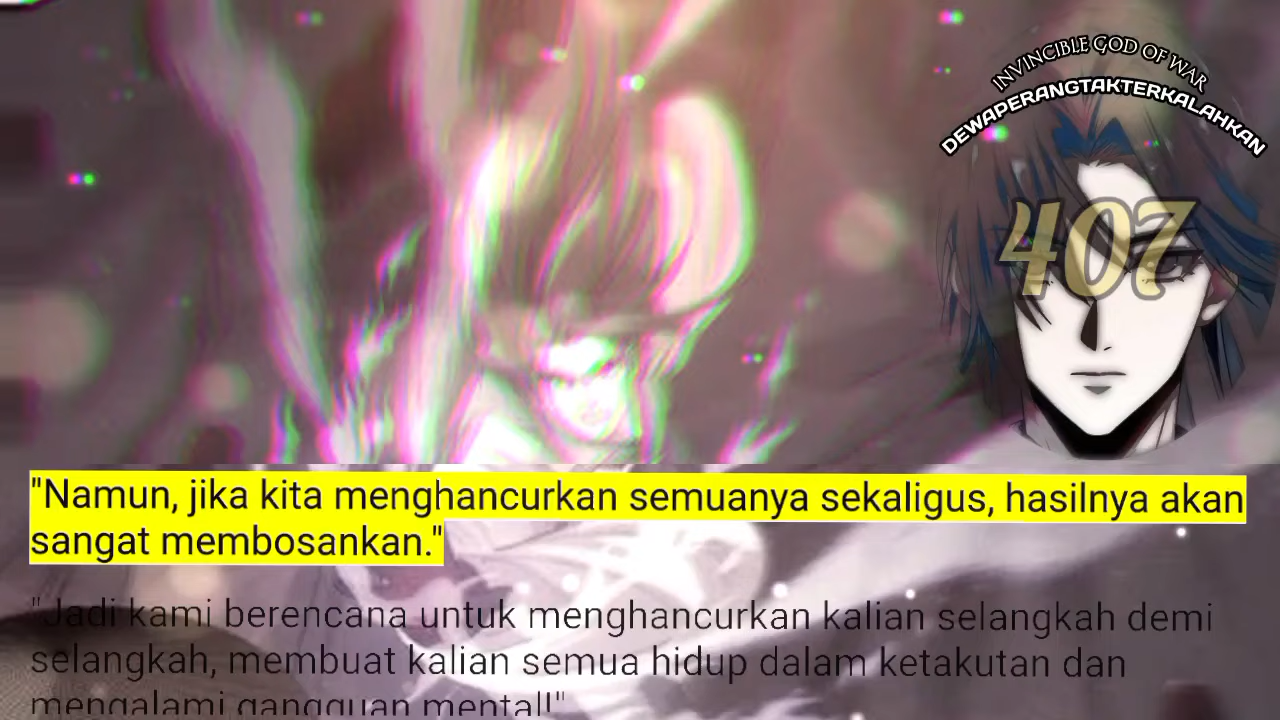 INVINCIBLE GOD OF WAR
DEWAPERANGTAKTERKALAHKAN
407
"Namun, jika kita menghancurkan semuanya sekaligus, hasilnya akan
sangat membosankan."
"Jadi kami berencana untuk menghancurkan kalian selangkah demi
selangkah, membuat kalian semua hidup dalam ketakutan dan
mengalami gangguan mental!"